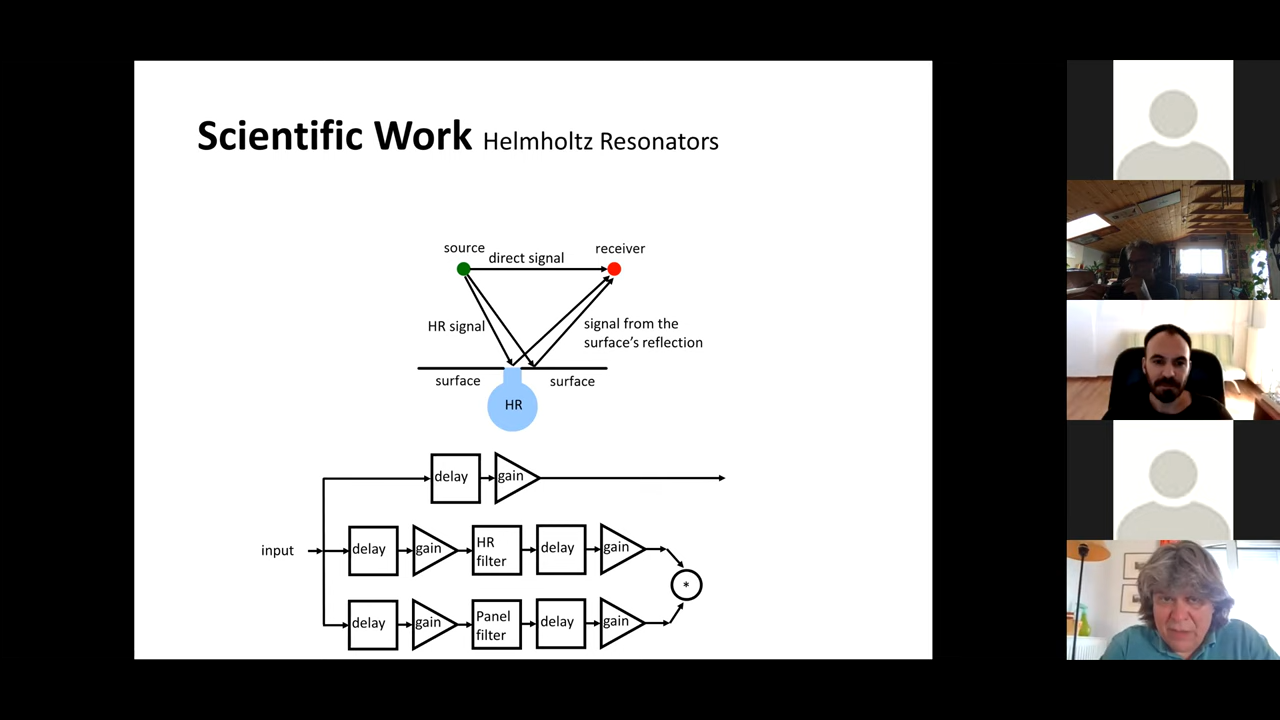 Scientific Work Helmholtz Resonators
source
receiver
direct signal
HR signal
signal from the
surface's reflection
surface
surface
HR
delay
gain
input
delay
gain
HR
filter
delay
gain
*
delay
gain
Panel
filter
delay
gain